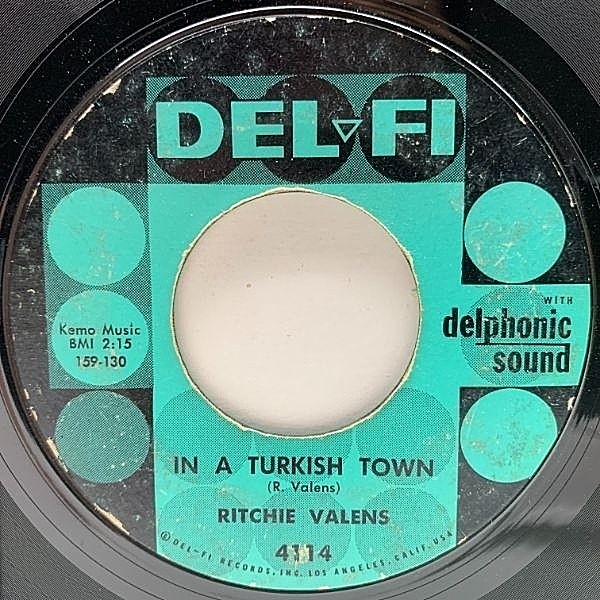 DEL-FI
WITH
delphonic
sound
Kemo Music
BMI 2:15
159-130
IN A TURKISH TOWN
(R. Valens)
RITCHIE VALENS
4114
©DEL-FI RECORDS, INC. LOS ANGELES, CALIF. USA